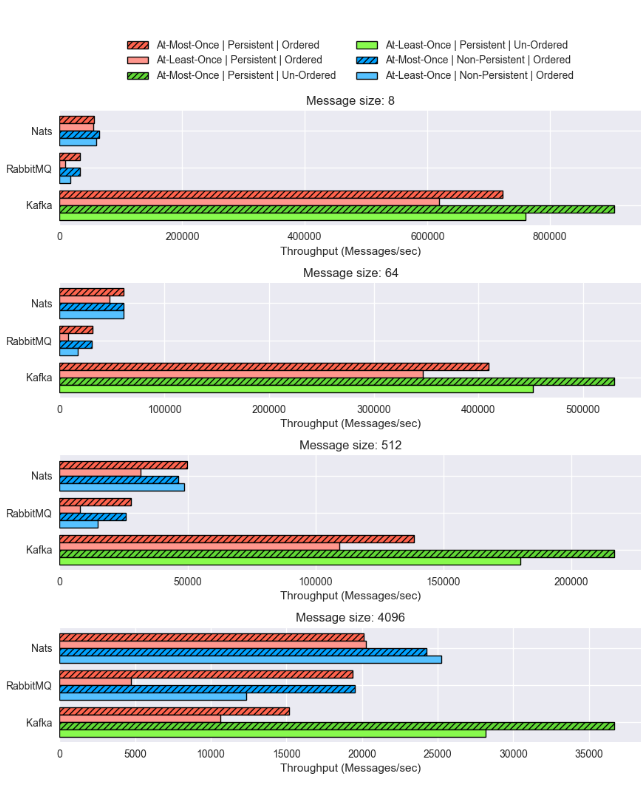 At-Most-Once | Persistent | Ordered
At-Least-Once | Persistent | Ordered
At-Most-Once | Persistent | Un-Ordered
At-Least-Once | Persistent | Un-Ordered
At-Most-Once | Non-Persistent | Ordered
At-Least-Once | Non-Persistent | Ordered
Message size: 8
Nats
RabbitMQ
Kafka
0 200000 400000 600000 800000
Throughput (Messages/sec)
Message size: 64
Nats
RabbitMQ
Kafka
0 100000 200000 300000 400000 500000
Throughput (Messages/sec)
Message size: 512
Nats
RabbitMQ
Kafka
0 50000 100000 150000 200000
Throughput (Messages/sec)
Message size: 4096
Nats
RabbitMQ
Kafka
0 5000 10000 15000 20000 25000 30000 35000
Throughput (Messages/sec)